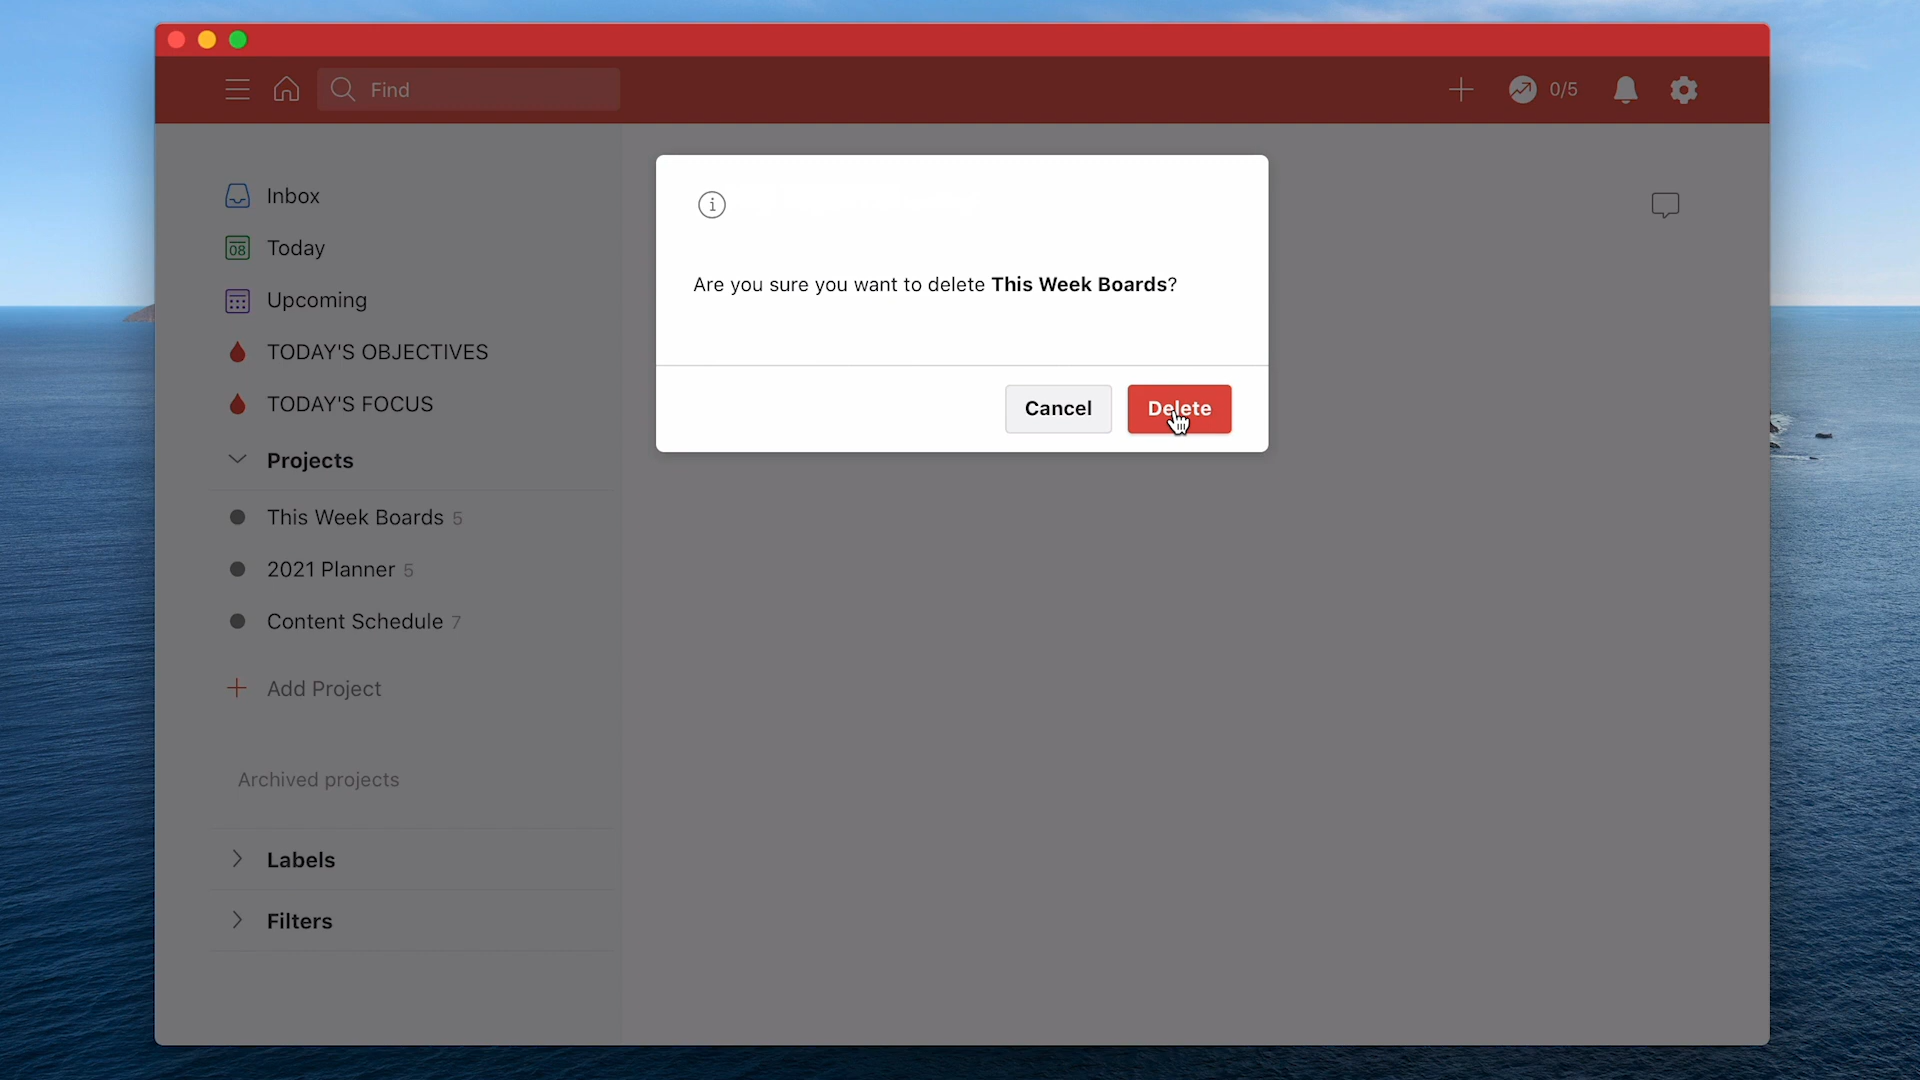 Find
0/5
Inbox
08
Today
Upcoming
TODAY'S OBJECTIVES
TODAY'S FOCUS
Projects
This Week Boards 5
2021 Planner 5
Content Schedule 7
Add Project
Archived projects
Labels
Filters
Are you sure you want to delete This Week Boards?
Cancel
Delete